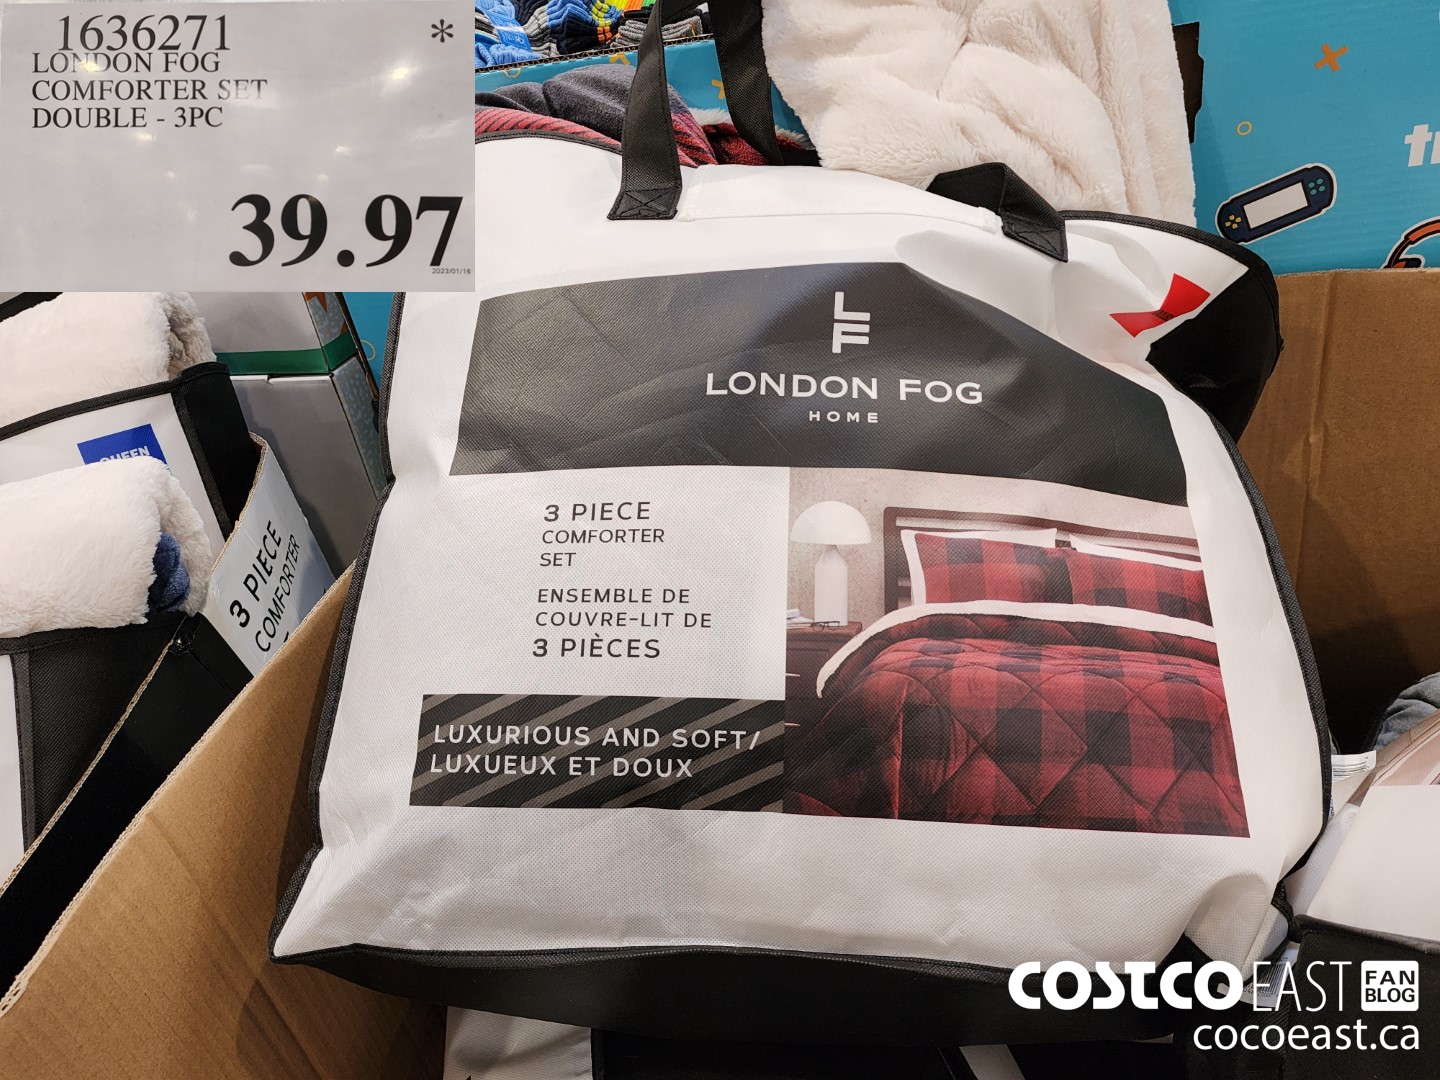 1636271 *
LONDON FOG
COMFORTER SET
DOUBLE - 3PC
39.97
2023/01/16
LF
LONDON FOG
HOME
3 PIECE
COMFORTER
SET
ENSEMBLE DE
COUVRE-LIT DE
3 PIÈCES
LUXURIOUS AND SOFT/
LUXUEUX ET DOUX
QUEEN
3 PIECE
COMFORTER
COSTCO EAST FAN BLOG
cocoeast.ca